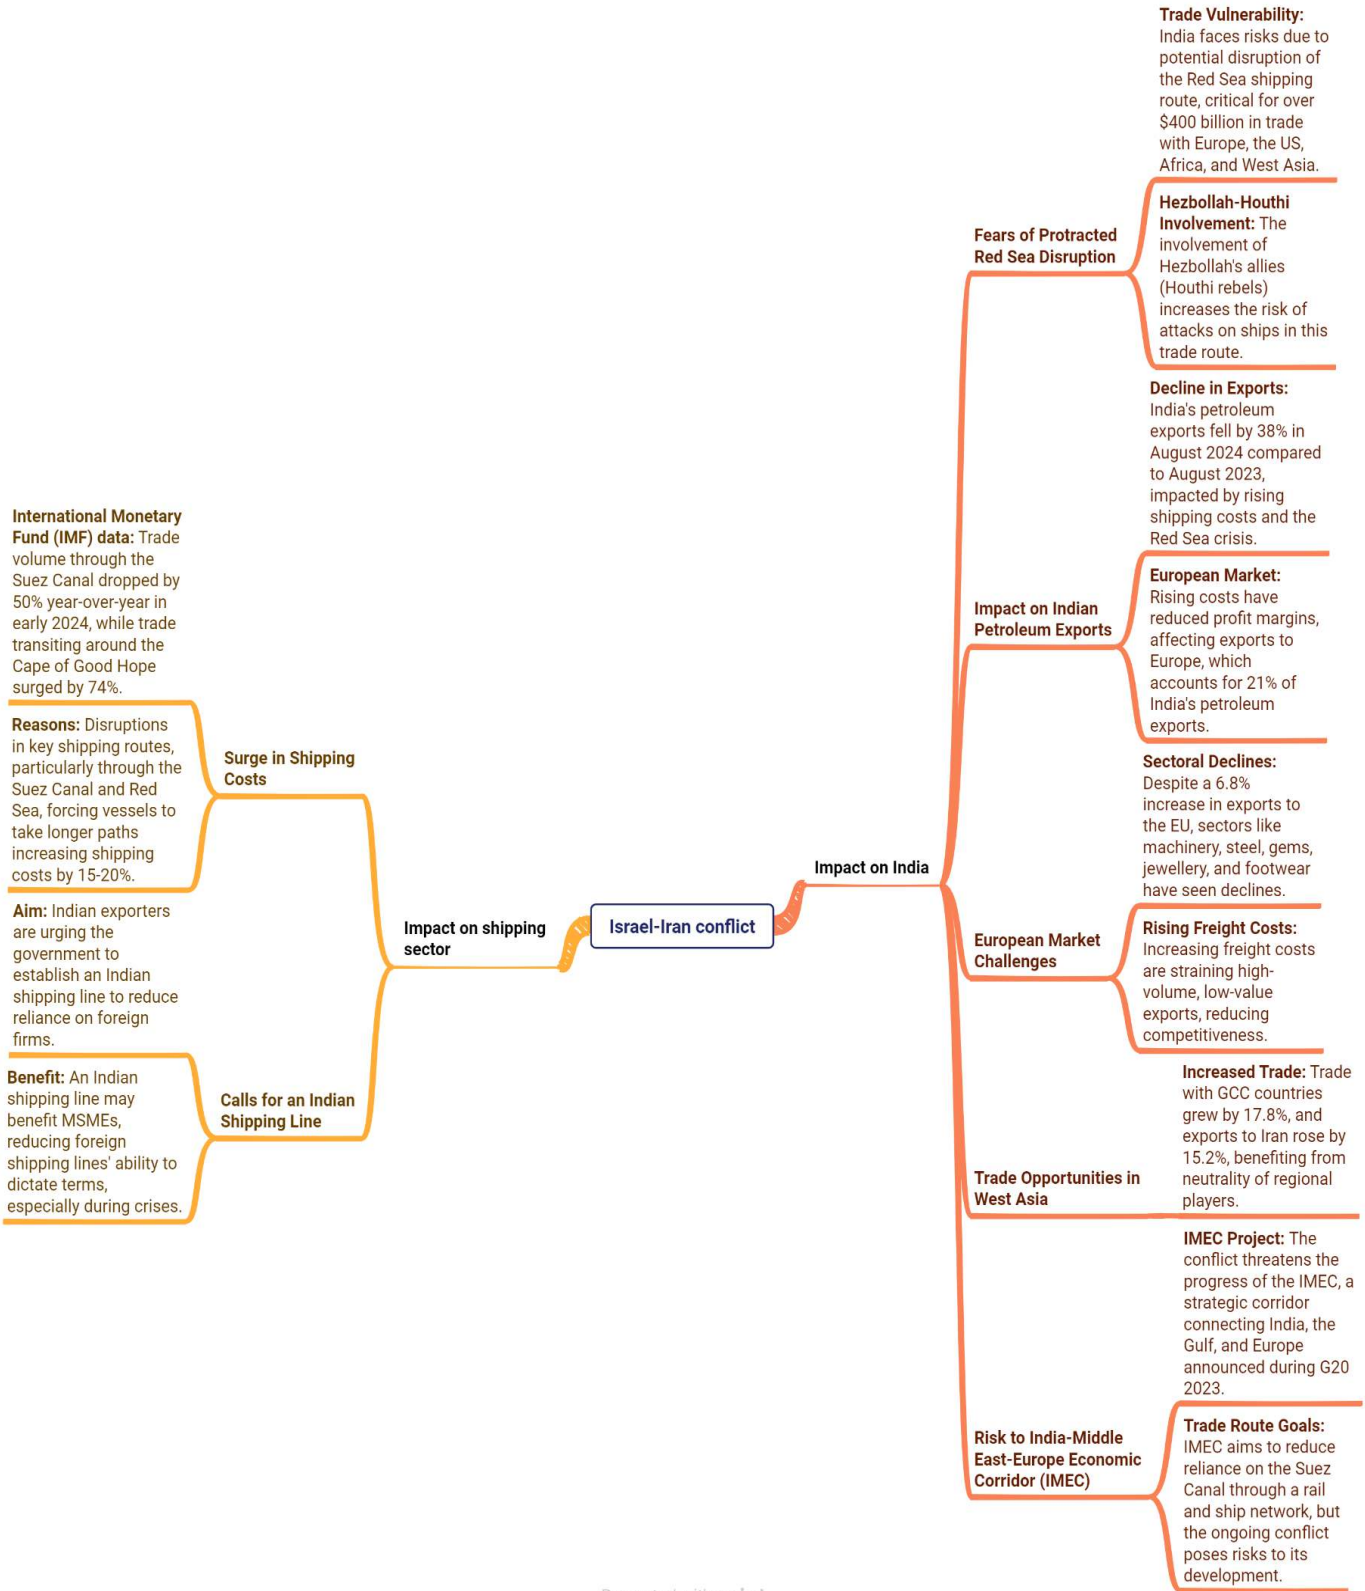 Israel-Iran conflict
Impact on India
Fears of Protracted
Red Sea Disruption
Trade Vulnerability:
India faces risks due to
potential disruption of
the Red Sea shipping
route, critical for over
$400 billion in trade
with Europe, the US,
Africa, and West Asia.
Hezbollah-Houthi
Involvement: The
involvement of
Hezbollah's allies
(Houthi rebels)
increases the risk of
attacks on ships in this
trade route.
Impact on Indian
Petroleum Exports
Decline in Exports:
India's petroleum
exports fell by 38% in
August 2024 compared
to August 2023,
impacted by rising
shipping costs and the
Red Sea crisis.
European Market:
Rising costs have
reduced profit margins,
affecting exports to
Europe, which
accounts for 21% of
India's petroleum
exports.
European Market
Challenges
Sectoral Declines:
Despite a 6.8%
increase in exports to
the EU, sectors like
machinery, steel, gems,
jewellery, and footwear
have seen declines.
Rising Freight Costs:
Increasing freight costs
are straining high-
volume, low-value
exports, reducing
competitiveness.
Trade Opportunities in
West Asia
Increased Trade: Trade
with GCC countries
grew by 17.8%, and
exports to Iran rose by
15.2%, benefiting from
neutrality of regional
players.
Risk to India-Middle
East-Europe Economic
Corridor (IMEC)
IMEC Project: The
conflict threatens the
progress of the IMEC, a
strategic corridor
connecting India, the
Gulf, and Europe
announced during G20
2023.
Trade Route Goals:
IMEC aims to reduce
reliance on the Suez
Canal through a rail
and ship network, but
the ongoing conflict
poses risks to its
development.
Impact on shipping
sector
Surge in Shipping
Costs
International Monetary
Fund (IMF) data: Trade
volume through the
Suez Canal dropped by
50% year-over-year in
early 2024, while trade
transiting around the
Cape of Good Hope
surged by 74%.
Reasons: Disruptions
in key shipping routes,
particularly through the
Suez Canal and Red
Sea, forcing vessels to
take longer paths
increasing shipping
costs by 15-20%.
Calls for an Indian
Shipping Line
Aim: Indian exporters
are urging the
government to
establish an Indian
shipping line to reduce
reliance on foreign
firms.
Benefit: An Indian
shipping line may
benefit MSMEs,
reducing foreign
shipping lines' ability to
dictate terms,
especially during crises.